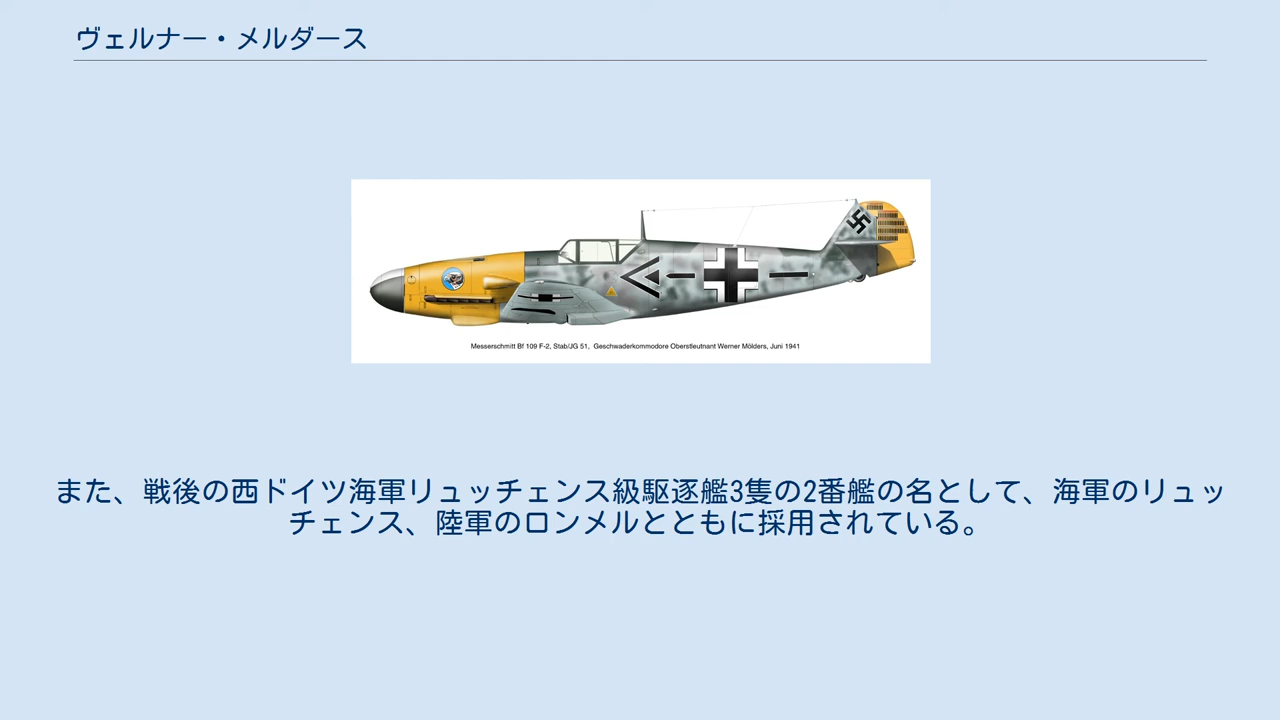 ヴェルナー・メルダース
Messerschmitt Bf 109 F-2, Stab/JG 51, Geschwaderkommodore Oberstleutnant Werner Mölders, Juni 1941
また、戦後の西ドイツ海軍リュッチェンス級駆逐艦3隻の2番艦の名として、海軍のリュッ
チェンス、陸軍のロンメルとともに採用されている。